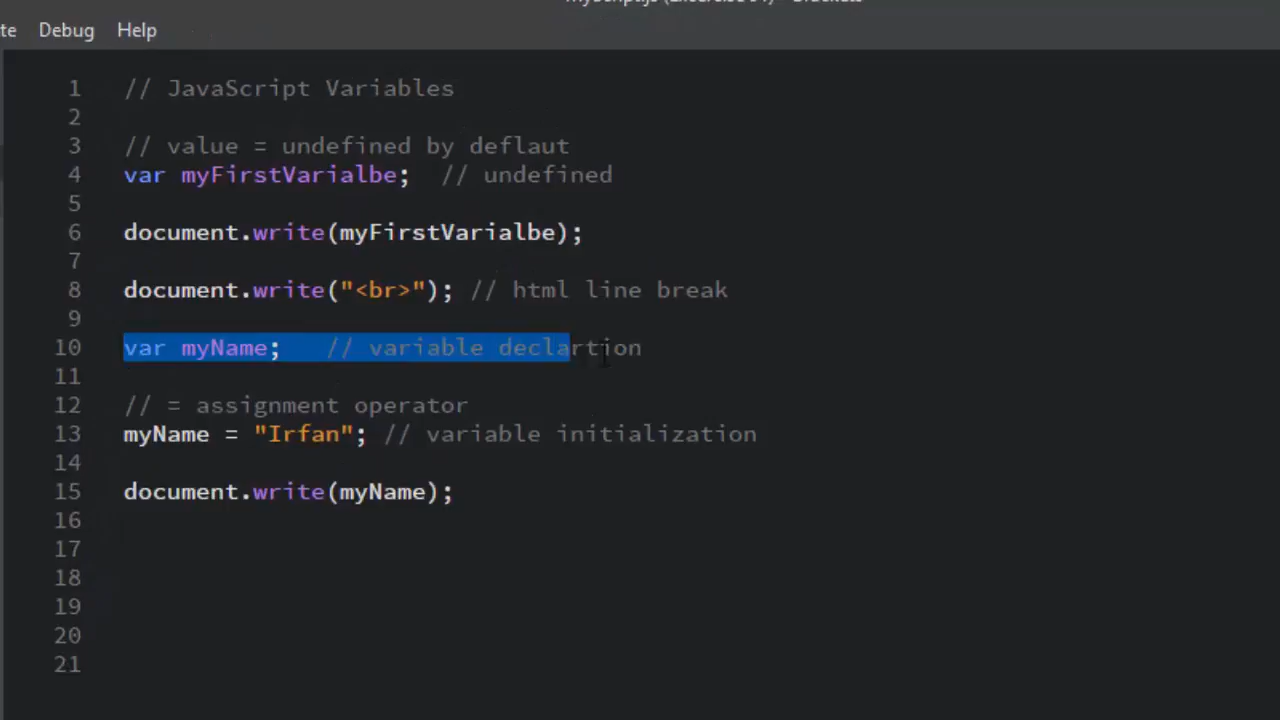 te Debug Help
1 // JavaScript Variables
2
3 // value = undefined by deflaut
4 var myFirstVarialbe; // undefined
5
6 document.write(myFirstVarialbe);
7
8 document.write("<br>"); // html line break
9
10 var myName; // variable declartion
11
12 // = assignment operator
13 myName = "Irfan"; // variable initialization
14
15 document.write(myName);
16
17
18
19
20
21